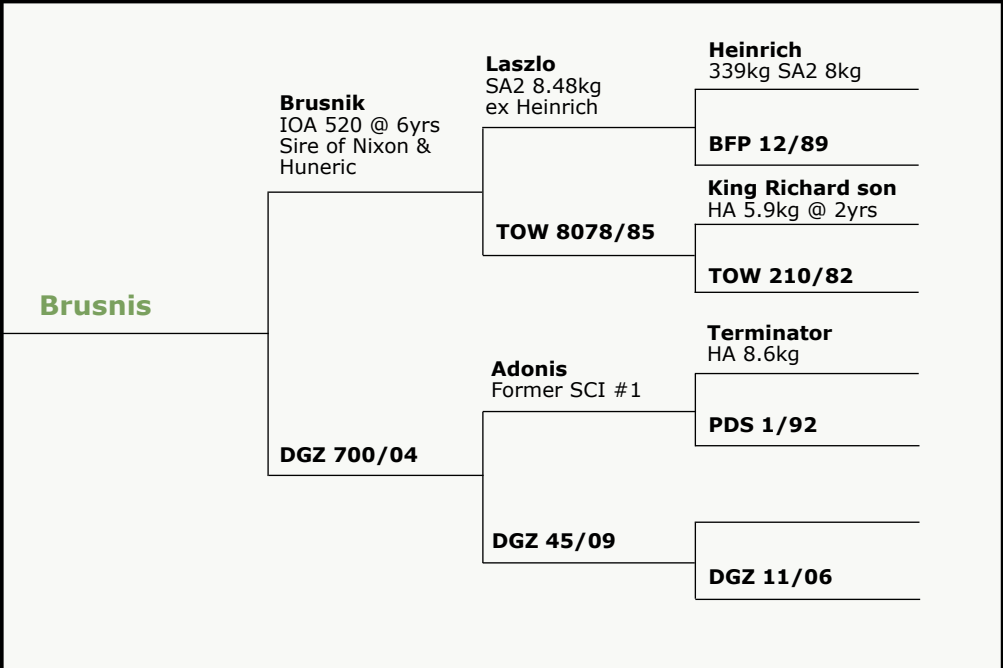 Brusnis
Brusnik
IOA 520 @ 6yrs
Sire of Nixon &
Huneric
DGZ 700/04
Laszlo
SA2 8.48kg
ex Heinrich
TOW 8078/85
Adonis
Former SCI #1
DGZ 45/09
Heinrich
339kg SA2 8kg
BFP 12/89
King Richard son
HA 5.9kg @ 2yrs
TOW 210/82
Terminator
HA 8.6kg
PDS 1/92
DGZ 11/06